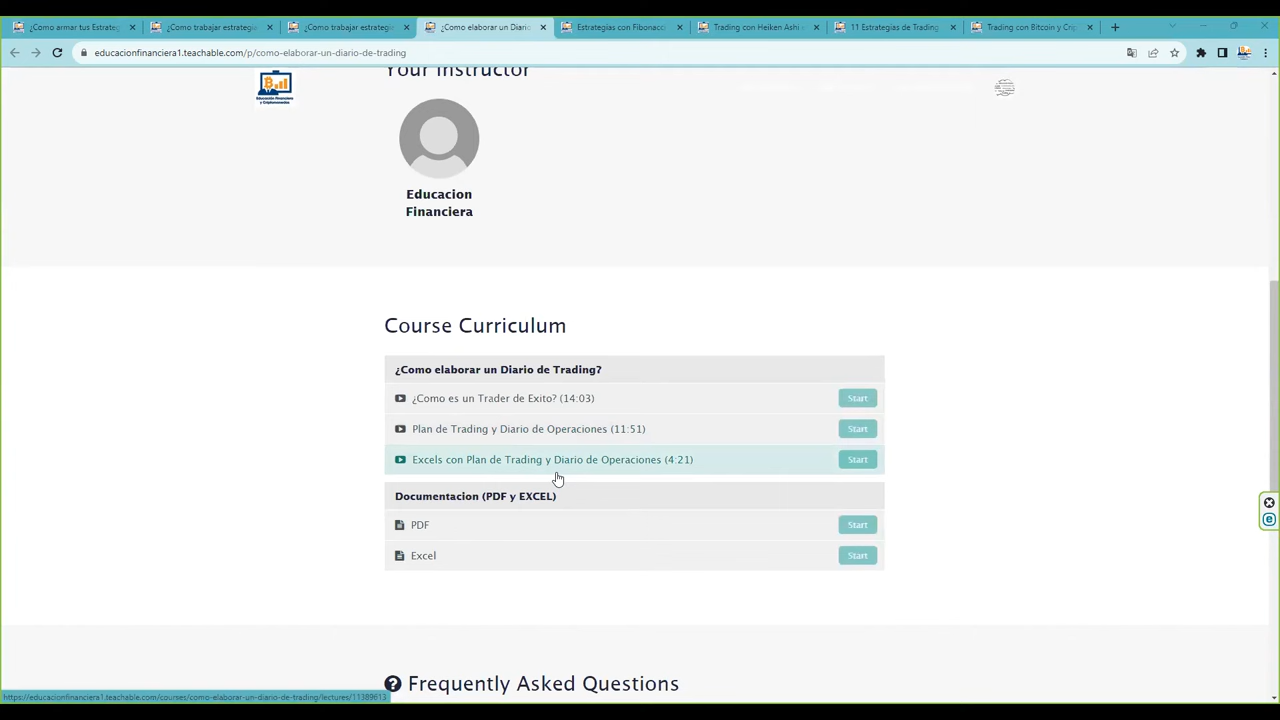 ¿Como armar tus Estrateg
¿Como trabajar estrategia
¿Como trabajar estrategie
¿Como elaborar un Diario
Estrategias con Fibonacc
Trading con Heiken Ashi
11 Estrategias de Trading
Trading con Bitcoin y Crip
educacionfinanciera1.teachable.com/p/como-elaborar-un-diario-de-trading
Your Instructor
Educación Financiera
y Criptomonedas
Educacion
Financiera
Course Curriculum
¿Como elaborar un Diario de Trading?
¿Como es un Trader de Exito? (14:03)
Start
Plan de Trading y Diario de Operaciones (11:51)
Start
Excels con Plan de Trading y Diario de Operaciones (4:21)
Start
Documentacion (PDF y EXCEL)
PDF
Start
Excel
Start
Frequently Asked Questions
https://educacionfinanciera1.teachable.com/courses/como-elaborar-un-diario-de-trading/lectures/11389613